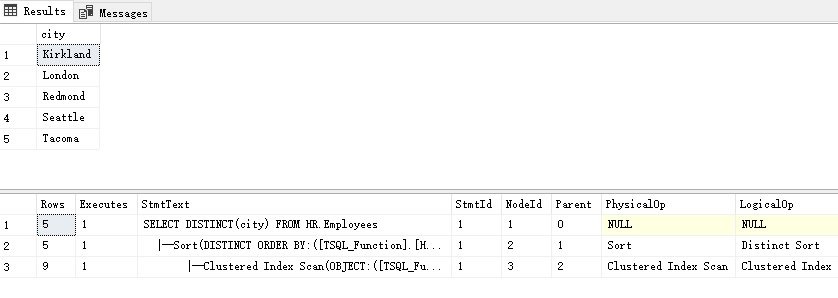 Results Messages
city
1 Kirkland
2 London
3 Redmond
4 Seattle
5 Tacoma
Rows Executes StmtText StmtId NodeId Parent PhysicalOp LogicalOp
1 5 1 SELECT DISTINCT(city) FROM HR.Employees 1 1 0 NULL NULL
2 5 1 |--Sort(DISTINCT ORDER BY:([TSQL_Function].[H... 1 2 1 Sort Distinct Sort
3 9 1 |--Clustered Index Scan(OBJECT:([TSQL_Fu... 1 3 2 Clustered Index Scan Clustered Index